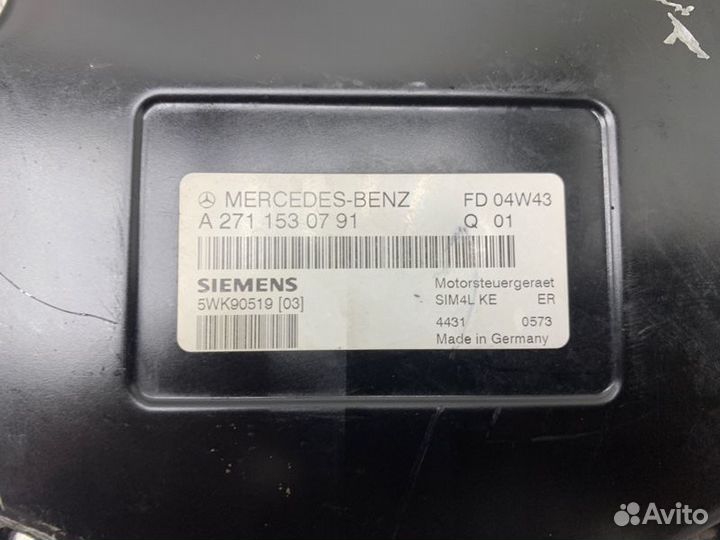 MERCEDES-BENZ FD 04W43
A 271 153 07 91 Q 01
SIEMENS Motorsteuergeraet
5WK90519 [03] SIM4L KE ER
4431 0573
Made in Germany
Avito